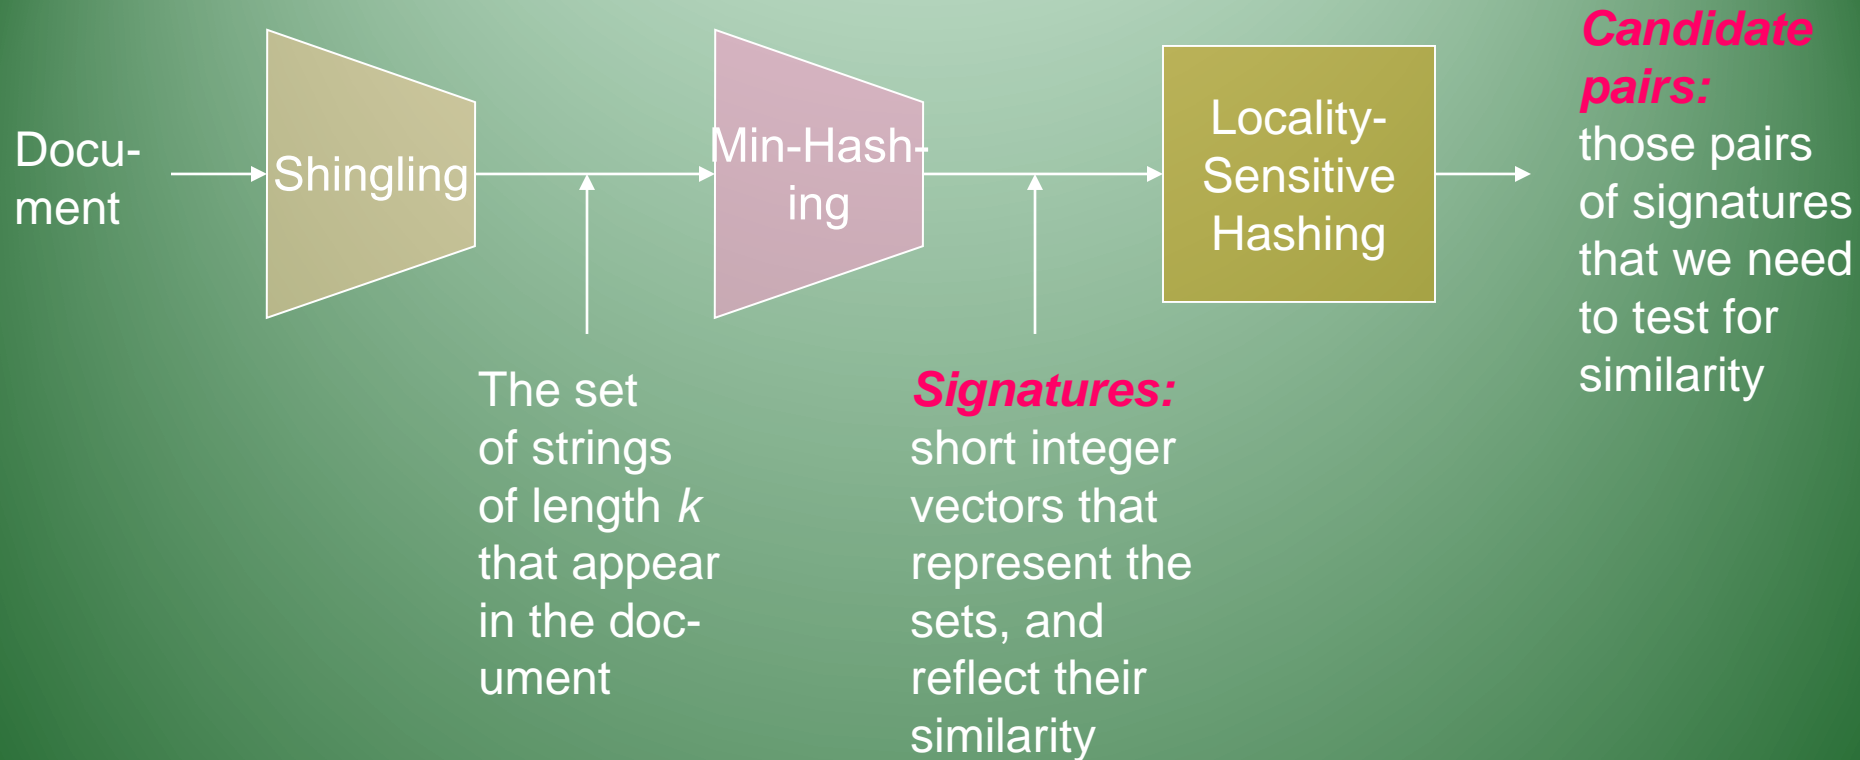 Docu-
ment
Shingling
Min-Hash-
ing
Locality-
Sensitive
Hashing
Candidate
pairs:
those pairs
of signatures
that we need
to test for
similarity
The set
of strings
of length k
that appear
in the doc-
ument
Signatures:
short integer
vectors that
represent the
sets, and
reflect their
similarity